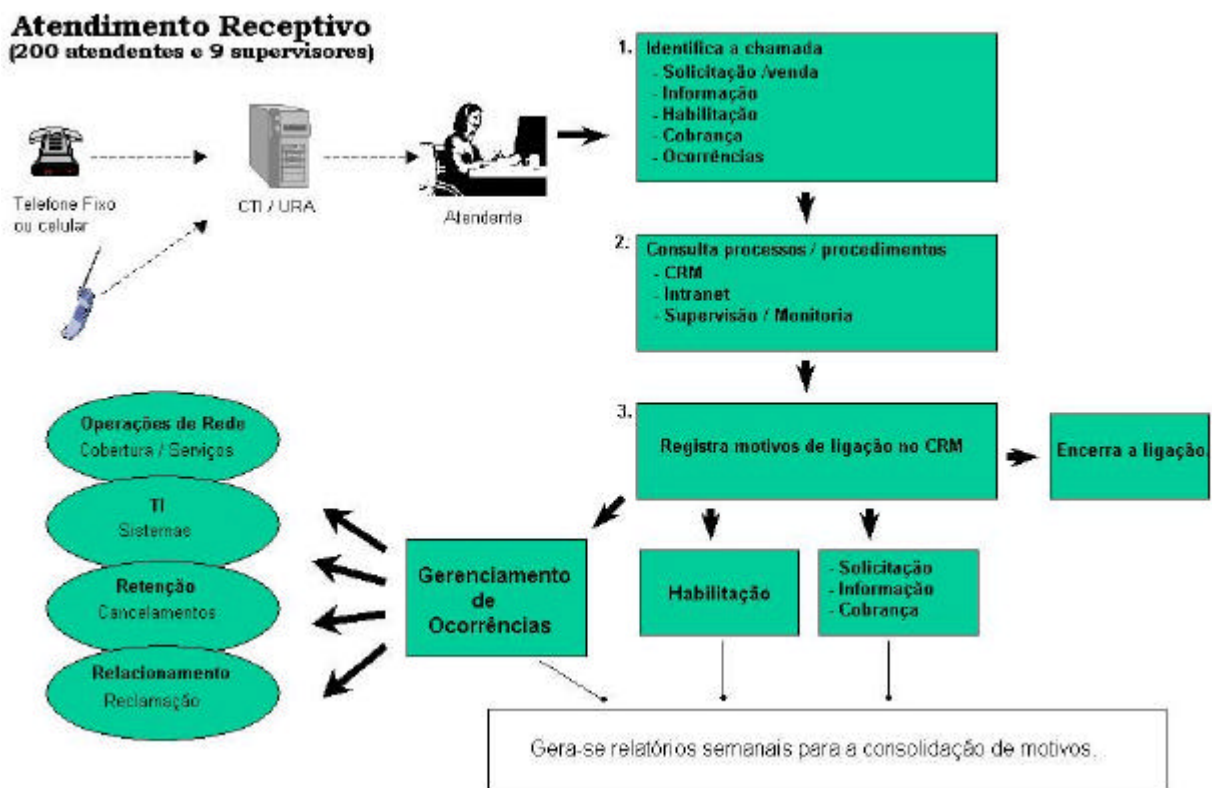 Atendimento Receptivo
(200 atendentes e 9 supervisores)
Telefone Fixo
ou celular
CTI / URA
Atendente
1. Identifica a chamada
- Solicitação /venda
- Informação
- Habilitação
- Cobrança
- Ocorrências
2. Consulta processos / procedimentos
- CRM
- Intranet
- Supervisão / Monitoria
3. Registra motivos de ligação no CRM
Encerra a ligação.
Operações de Rede
Cobertura / Serviços
TI
Sistemas
Retenção
Cancelamentos
Relacionamento
Reclamação
Gerenciamento
de
Ocorrências
Habilitação
- Solicitação
- Informação
- Cobrança
Gera-se relatórios semanais para a consolidação de motivos.